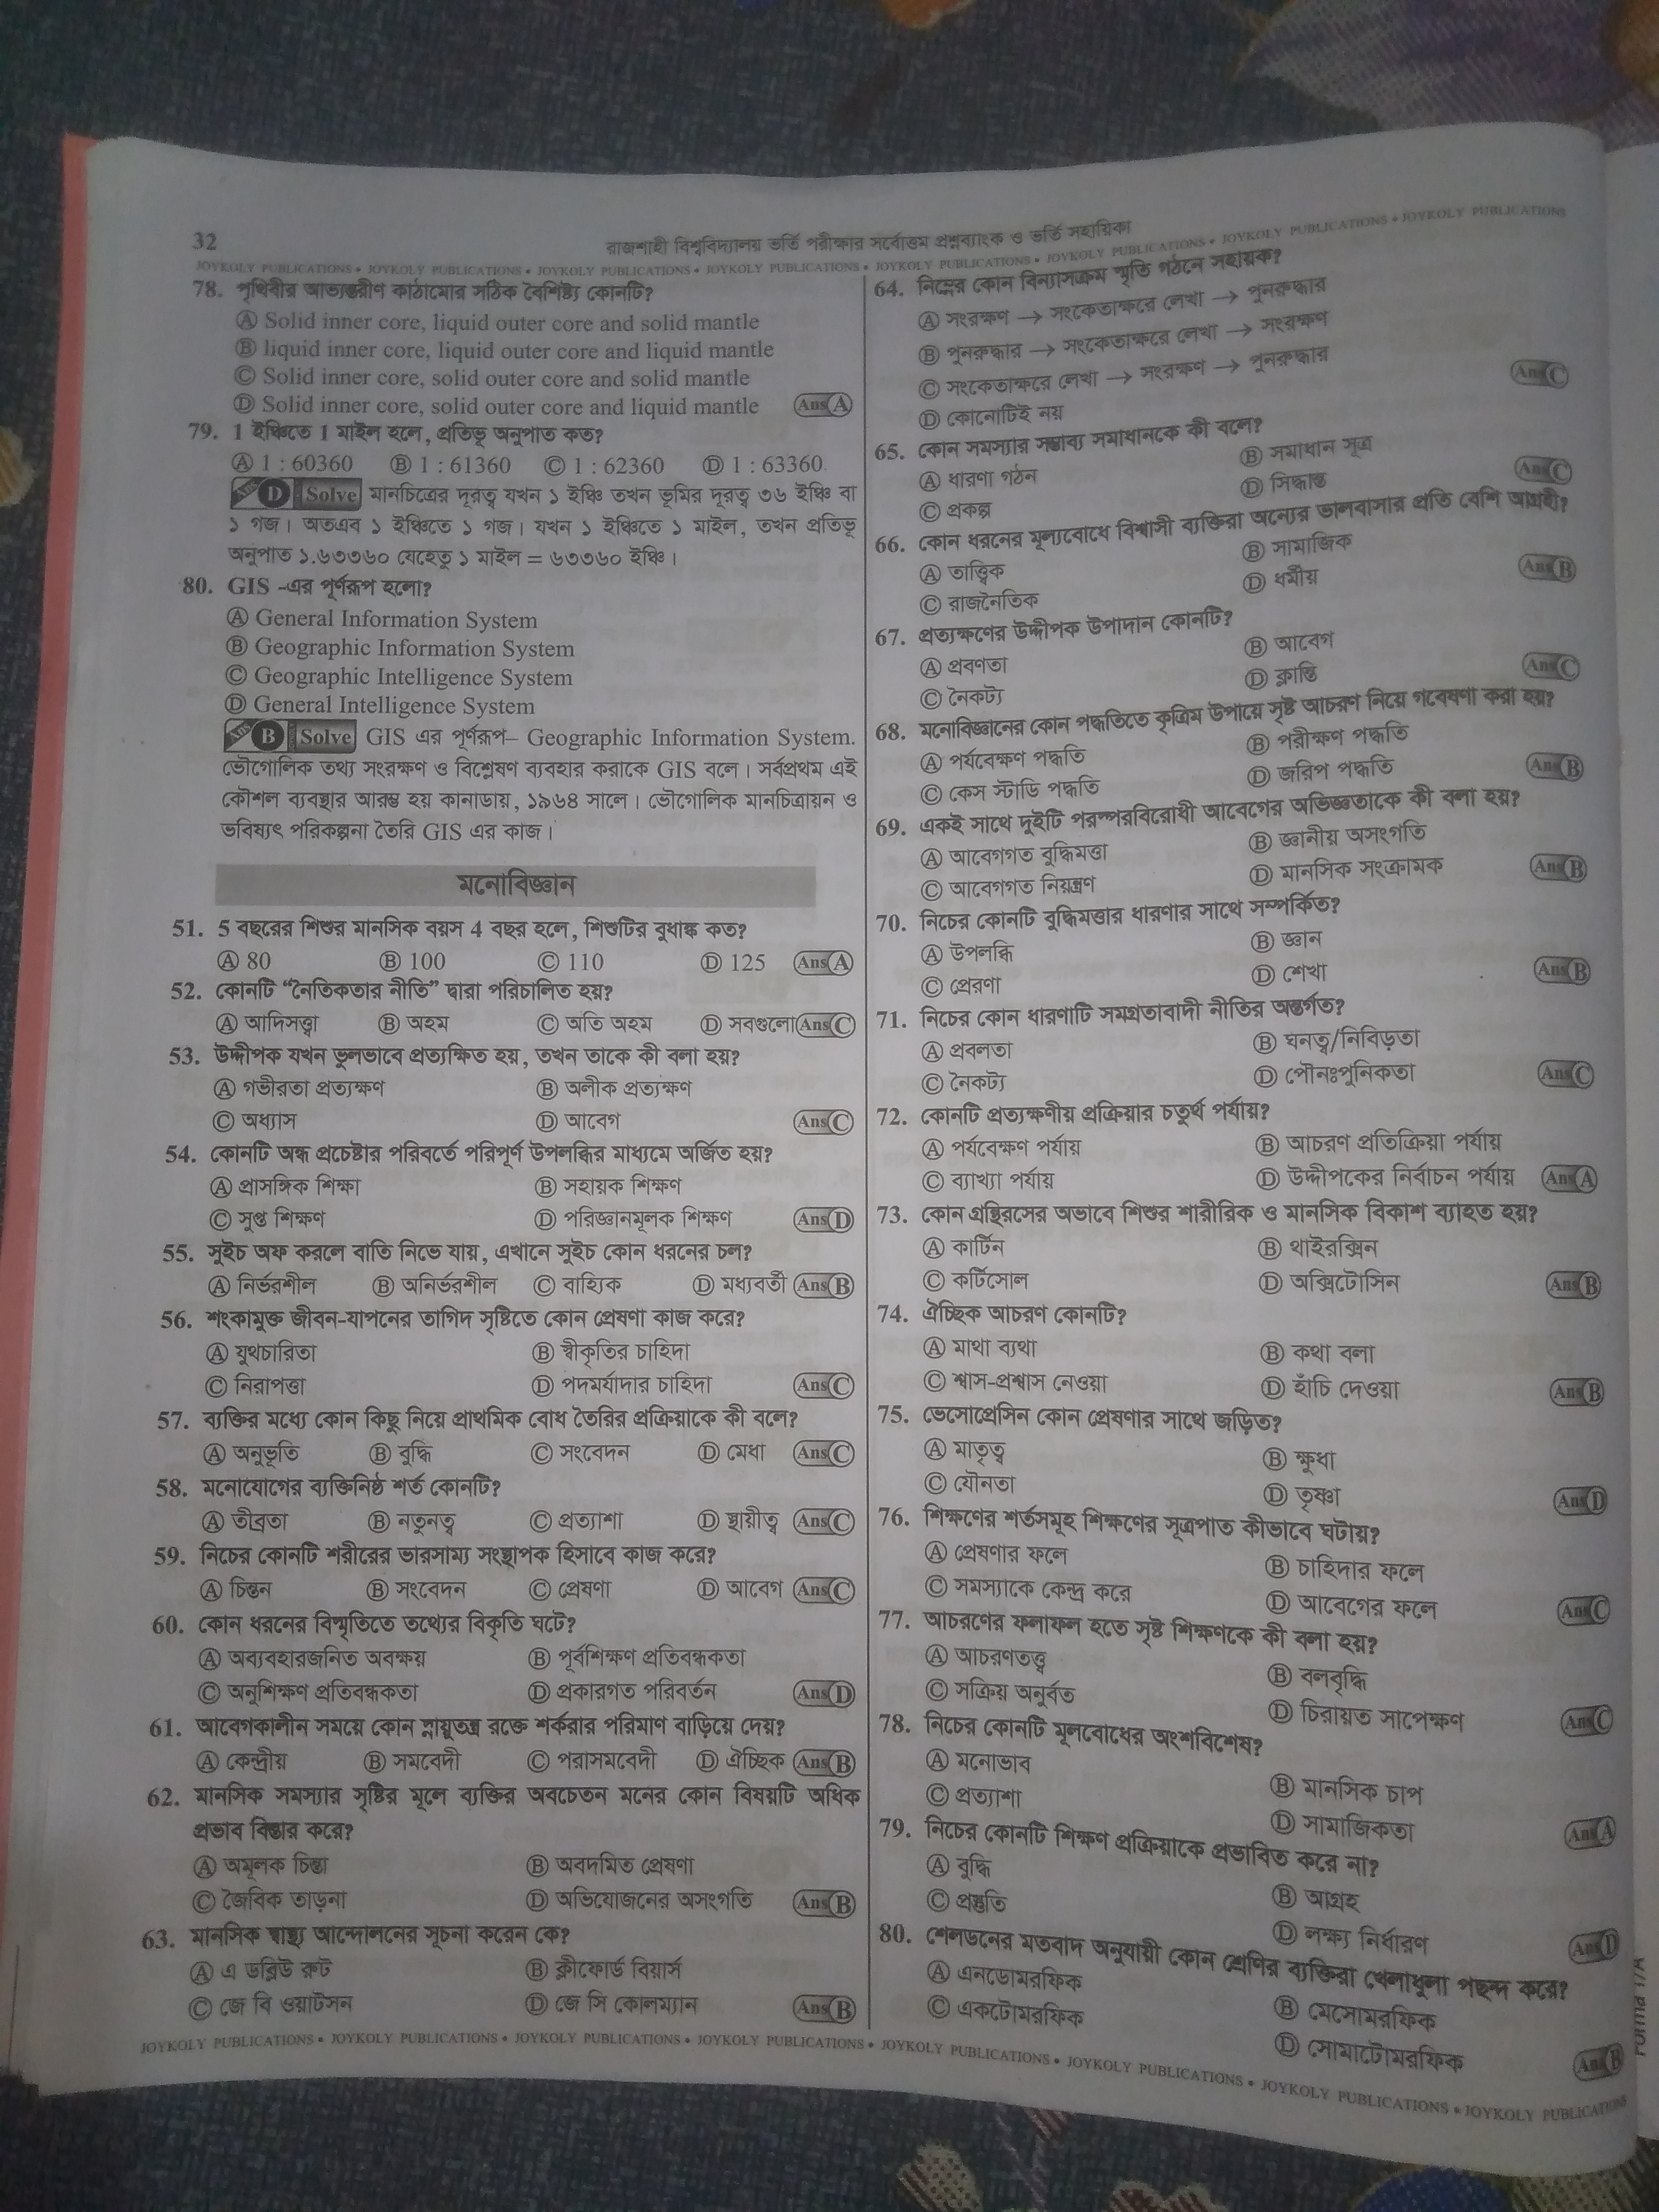 32
রাজশাহী বিশ্ববিদ্যালয় ভর্তি পরীক্ষার সর্বোত্তম প্রশ্নব্যাংক ও ভর্তি সহায়িকা
JOYKOLY PUBLICATIONS • JOYKOLY PUBLICATIONS • JOYKOLY PUBLICATIONS • JOYKOLY PUBLICATIONS • JOYKOLY PUBLICATIONS • JOYKOLY PUBLICATIONS • JOYKOLY PUBLICATIONS • JOYKOLY PUBLICATIONS
78. পৃথিবীর আভ্যন্তরীণ কাঠামোর সঠিক বৈশিষ্ট্য কোনটি?
Ⓐ Solid inner core, liquid outer core and solid mantle
Ⓑ liquid inner core, liquid outer core and liquid mantle
Ⓒ Solid inner core, solid outer core and solid mantle
Ⓓ Solid inner core, solid outer core and liquid mantle Ans Ⓐ
79. 1 ইঞ্চিতে 1 মাইল হলে, প্রতিভূ অনুপাত কত?
Ⓐ 1 : 60360 Ⓑ 1 : 61360 Ⓒ 1 : 62360 Ⓓ 1 : 63360
Ans D Solve মানচিত্রের দূরত্ব যখন ১ ইঞ্চি তখন ভূমির দূরত্ব ৩৬ ইঞ্চি বা
১ গজ। অতএব ১ ইঞ্চিতে ১ গজ। যখন ১ ইঞ্চিতে ১ মাইল, তখন প্রতিভূ
অনুপাত ১.৬৩৩৬০ যেহেতু ১ মাইল = ৬৩৩৬০ ইঞ্চি।
80. GIS -এর পূর্ণরূপ হলো?
Ⓐ General Information System
Ⓑ Geographic Information System
Ⓒ Geographic Intelligence System
Ⓓ General Intelligence System
Ans B Solve GIS এর পূর্ণরূপ– Geographic Information System.
ভৌগোলিক তথ্য সংরক্ষণ ও বিশ্লেষণ ব্যবহার করাকে GIS বলে। সর্বপ্রথম এই
কৌশল ব্যবস্থার আরম্ভ হয় কানাডায়, ১৯৬৪ সালে। ভৌগোলিক মানচিত্রায়ন ও
ভবিষ্যৎ পরিকল্পনা তৈরি GIS এর কাজ।
মনোবিজ্ঞান
51. 5 বছরের শিশুর মানসিক বয়স 4 বছর হলে, শিশুটির বুধাঙ্ক কত?
Ⓐ 80 Ⓑ 100 Ⓒ 110 Ⓓ 125 Ans Ⓐ
52. কোনটি “নৈতিকতার নীতি” দ্বারা পরিচালিত হয়?
Ⓐ আদিসত্ত্বা Ⓑ অহম Ⓒ অতি অহম Ⓓ সবগুলো Ans Ⓒ
53. উদ্দীপক যখন ভুলভাবে প্রত্যক্ষিত হয়, তখন তাকে কী বলা হয়?
Ⓐ গভীরতা প্রত্যক্ষণ Ⓑ অলীক প্রত্যক্ষণ
Ⓒ অধ্যাস Ⓓ আবেগ Ans Ⓒ
54. কোনটি অন্ধ প্রচেষ্টার পরিবর্তে পরিপূর্ণ উপলব্ধির মাধ্যমে অর্জিত হয়?
Ⓐ প্রাসঙ্গিক শিক্ষা Ⓑ সহায়ক শিক্ষণ
Ⓒ সুপ্ত শিক্ষণ Ⓓ পরিজ্ঞানমূলক শিক্ষণ Ans Ⓓ
55. সুইচ অফ করলে বাতি নিভে যায়, এখানে সুইচ কোন ধরনের চল?
Ⓐ নির্ভরশীল Ⓑ অনির্ভরশীল Ⓒ বাহ্যিক Ⓓ মধ্যবর্তী Ans Ⓑ
56. শংকামুক্ত জীবন-যাপনের তাগিদ সৃষ্টিতে কোন প্রেষণা কাজ করে?
Ⓐ যুথচারিতা Ⓑ স্বীকৃতির চাহিদা
Ⓒ নিরাপত্তা Ⓓ পদমর্যাদার চাহিদা Ans Ⓒ
57. ব্যক্তির মধ্যে কোন কিছু নিয়ে প্রাথমিক বোধ তৈরির প্রক্রিয়াকে কী বলে?
Ⓐ অনুভূতি Ⓑ বুদ্ধি Ⓒ সংবেদন Ⓓ মেধা Ans Ⓒ
58. মনোযোগের ব্যক্তিনিষ্ঠ শর্ত কোনটি?
Ⓐ তীব্রতা Ⓑ নতুনত্ব Ⓒ প্রত্যাশা Ⓓ স্থায়ীত্ব Ans Ⓒ
59. নিচের কোনটি শরীরের ভারসাম্য সংস্থাপক হিসাবে কাজ করে?
Ⓐ চিন্তন Ⓑ সংবেদন Ⓒ প্রেষণা Ⓓ আবেগ Ans Ⓒ
60. কোন ধরনের বিস্মৃতিতে তথ্যের বিকৃতি ঘটে?
Ⓐ অব্যবহারজনিত অবক্ষয় Ⓑ পূর্বশিক্ষণ প্রতিবন্ধকতা
Ⓒ অনুশিক্ষণ প্রতিবন্ধকতা Ⓓ প্রকারগত পরিবর্তন Ans Ⓓ
61. আবেগকালীন সময়ে কোন স্নায়ুতন্ত্র রক্তে শর্করার পরিমাণ বাড়িয়ে দেয়?
Ⓐ কেন্দ্রীয় Ⓑ সমবেদী Ⓒ পরাসমবেদী Ⓓ ঐচ্ছিক Ans Ⓑ
62. মানসিক সমস্যার সৃষ্টির মূলে ব্যক্তির অবচেতন মনের কোন বিষয়টি অধিক
প্রভাব বিস্তার করে?
Ⓐ অমূলক চিন্তা Ⓑ অবদমিত প্রেষণা
Ⓒ জৈবিক তাড়না Ⓓ অভিযোজনের অসংগতি Ans Ⓑ
63. মানসিক স্বাস্থ্য আন্দোলনের সূচনা করেন কে?
Ⓐ এ ডব্লিউ রুট Ⓑ ক্লীফোর্ড বিয়ার্স
Ⓒ জে বি ওয়াটসন Ⓓ জে সি কোলম্যান Ans Ⓑ
64. নিম্নের কোন বিন্যাসক্রম স্মৃতি গঠনে সহায়ক?
Ⓐ সংরক্ষণ → সংকেতাক্ষরে লেখা → পুনরুদ্ধার
Ⓑ পুনরুদ্ধার → সংকেতাক্ষরে লেখা → সংরক্ষণ
Ⓒ সংকেতাক্ষরে লেখা → সংরক্ষণ → পুনরুদ্ধার
Ⓓ কোনোটিই নয় Ans Ⓒ
65. কোন সমস্যার সম্ভাব্য সমাধানকে কী বলে?
Ⓐ ধারণা গঠন Ⓑ সমাধান সূত্র
Ⓒ প্রকল্প Ⓓ সিদ্ধান্ত Ans Ⓒ
66. কোন ধরনের মূল্যবোধে বিশ্বাসী ব্যক্তিরা অন্যের ভালবাসার প্রতি বেশি আগ্রহী?
Ⓐ তাত্ত্বিক Ⓑ সামাজিক
Ⓒ রাজনৈতিক Ⓓ ধর্মীয় Ans Ⓑ
67. প্রত্যক্ষণের উদ্দীপক উপাদান কোনটি?
Ⓐ প্রবণতা Ⓑ আবেগ
Ⓒ নৈকট্য Ⓓ ক্লান্তি Ans Ⓒ
68. মনোবিজ্ঞানের কোন পদ্ধতিতে কৃত্রিম উপায়ে সৃষ্ট আচরণ নিয়ে গবেষণা করা হয়?
Ⓐ পর্যবেক্ষণ পদ্ধতি Ⓑ পরীক্ষণ পদ্ধতি
Ⓒ কেস স্টাডি পদ্ধতি Ⓓ জরিপ পদ্ধতি Ans Ⓑ
69. একই সাথে দুইটি পরস্পরবিরোধী আবেগের অভিজ্ঞতাকে কী বলা হয়?
Ⓐ আবেগগত বুদ্ধিমত্তা Ⓑ জ্ঞানীয় অসংগতি
Ⓒ আবেগগত নিয়ন্ত্রণ Ⓓ মানসিক সংক্রামক Ans Ⓑ
70. নিচের কোনটি বুদ্ধিমত্তার ধারণার সাথে সম্পর্কিত?
Ⓐ উপলব্ধি Ⓑ জ্ঞান
Ⓒ প্রেরণা Ⓓ শেখা Ans Ⓑ
71. নিচের কোন ধারণাটি সমগ্রতাবাদী নীতির অন্তর্গত?
Ⓐ প্রবলতা Ⓑ ঘনত্ব/নিবিড়তা
Ⓒ নৈকট্য Ⓓ পৌনঃপুনিকতা Ans Ⓒ
72. কোনটি প্রত্যক্ষণীয় প্রক্রিয়ার চতুর্থ পর্যায়?
Ⓐ পর্যবেক্ষণ পর্যায় Ⓑ আচরণ প্রতিক্রিয়া পর্যায়
Ⓒ ব্যাখ্যা পর্যায় Ⓓ উদ্দীপকের নির্বাচন পর্যায় Ans Ⓐ
73. কোন গ্রন্থিরসের অভাবে শিশুর শারীরিক ও মানসিক বিকাশ ব্যাহত হয়?
Ⓐ কার্টিন Ⓑ থাইরক্সিন
Ⓒ কর্টিসোল Ⓓ অক্সিটোসিন Ans Ⓑ
74. ঐচ্ছিক আচরণ কোনটি?
Ⓐ মাথা ব্যথা Ⓑ কথা বলা
Ⓒ শ্বাস-প্রশ্বাস নেওয়া Ⓓ হাঁচি দেওয়া Ans Ⓑ
75. ভেসোপ্রেসিন কোন প্রেষণার সাথে জড়িত?
Ⓐ মাতৃত্ব Ⓑ ক্ষুধা
Ⓒ যৌনতা Ⓓ তৃষ্ণা Ans Ⓓ
76. শিক্ষণের শর্তসমূহ শিক্ষণের সূত্রপাত কীভাবে ঘটায়?
Ⓐ প্রেষণার ফলে Ⓑ চাহিদার ফলে
Ⓒ সমস্যাকে কেন্দ্র করে Ⓓ আবেগের ফলে Ans Ⓒ
77. আচরণের ফলাফল হতে সৃষ্ট শিক্ষণকে কী বলা হয়?
Ⓐ আচরণতত্ত্ব Ⓑ বলবৃদ্ধি
Ⓒ সক্রিয় অনুর্বত Ⓓ চিরায়ত সাপেক্ষণ Ans Ⓒ
78. নিচের কোনটি মূলবোধের অংশবিশেষ?
Ⓐ মনোভাব Ⓑ মানসিক চাপ
Ⓒ প্রত্যাশা Ⓓ সামাজিকতা Ans Ⓐ
79. নিচের কোনটি শিক্ষণ প্রক্রিয়াকে প্রভাবিত করে না?
Ⓐ বুদ্ধি Ⓑ আগ্রহ
Ⓒ প্রস্তুতি Ⓓ লক্ষ্য নির্ধারণ Ans Ⓓ
80. শেলডনের মতবাদ অনুযায়ী কোন শ্রেণির ব্যক্তিরা খেলাধুলা পছন্দ করে?
Ⓐ এনডোমরফিক Ⓑ মেসোমরফিক
Ⓒ একটোমরফিক Ⓓ সোমাটোমরফিক Ans Ⓑ
JOYKOLY PUBLICATIONS • JOYKOLY PUBLICATIONS • JOYKOLY PUBLICATIONS • JOYKOLY PUBLICATIONS • JOYKOLY PUBLICATIONS • JOYKOLY PUBLICATIONS • JOYKOLY PUBLICATIONS • JOYKOLY PUBLICATIONS